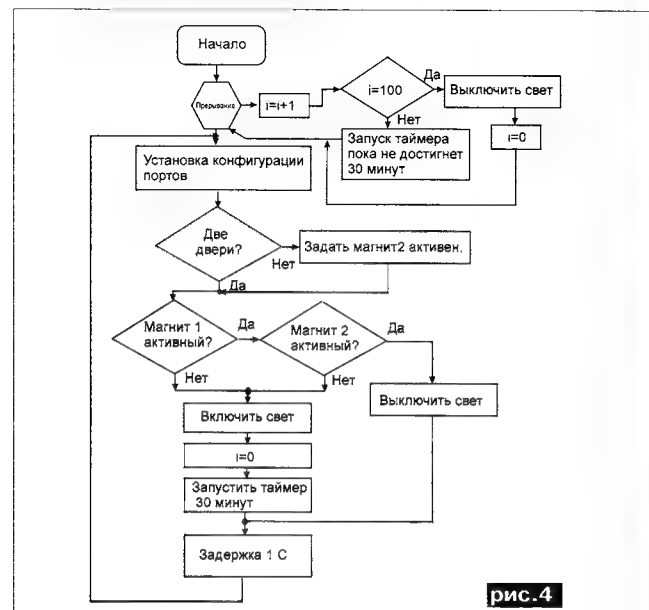 Начало
Прерывание
i=i+1
i=100
Да
Нет
Выключить свет
i=0
Запуск таймера
пока не достигнет
30 минут
Установка конфигурации
портов
Две
двери?
Нет
Да
Задать магнит2 активен.
Магнит 1
активный?
Да
Нет
Магнит 2
активный?
Да
Нет
Включить свет
Выключить свет
i=0
Запустить таймер
30 минут
Задержка 1 С
рис.4